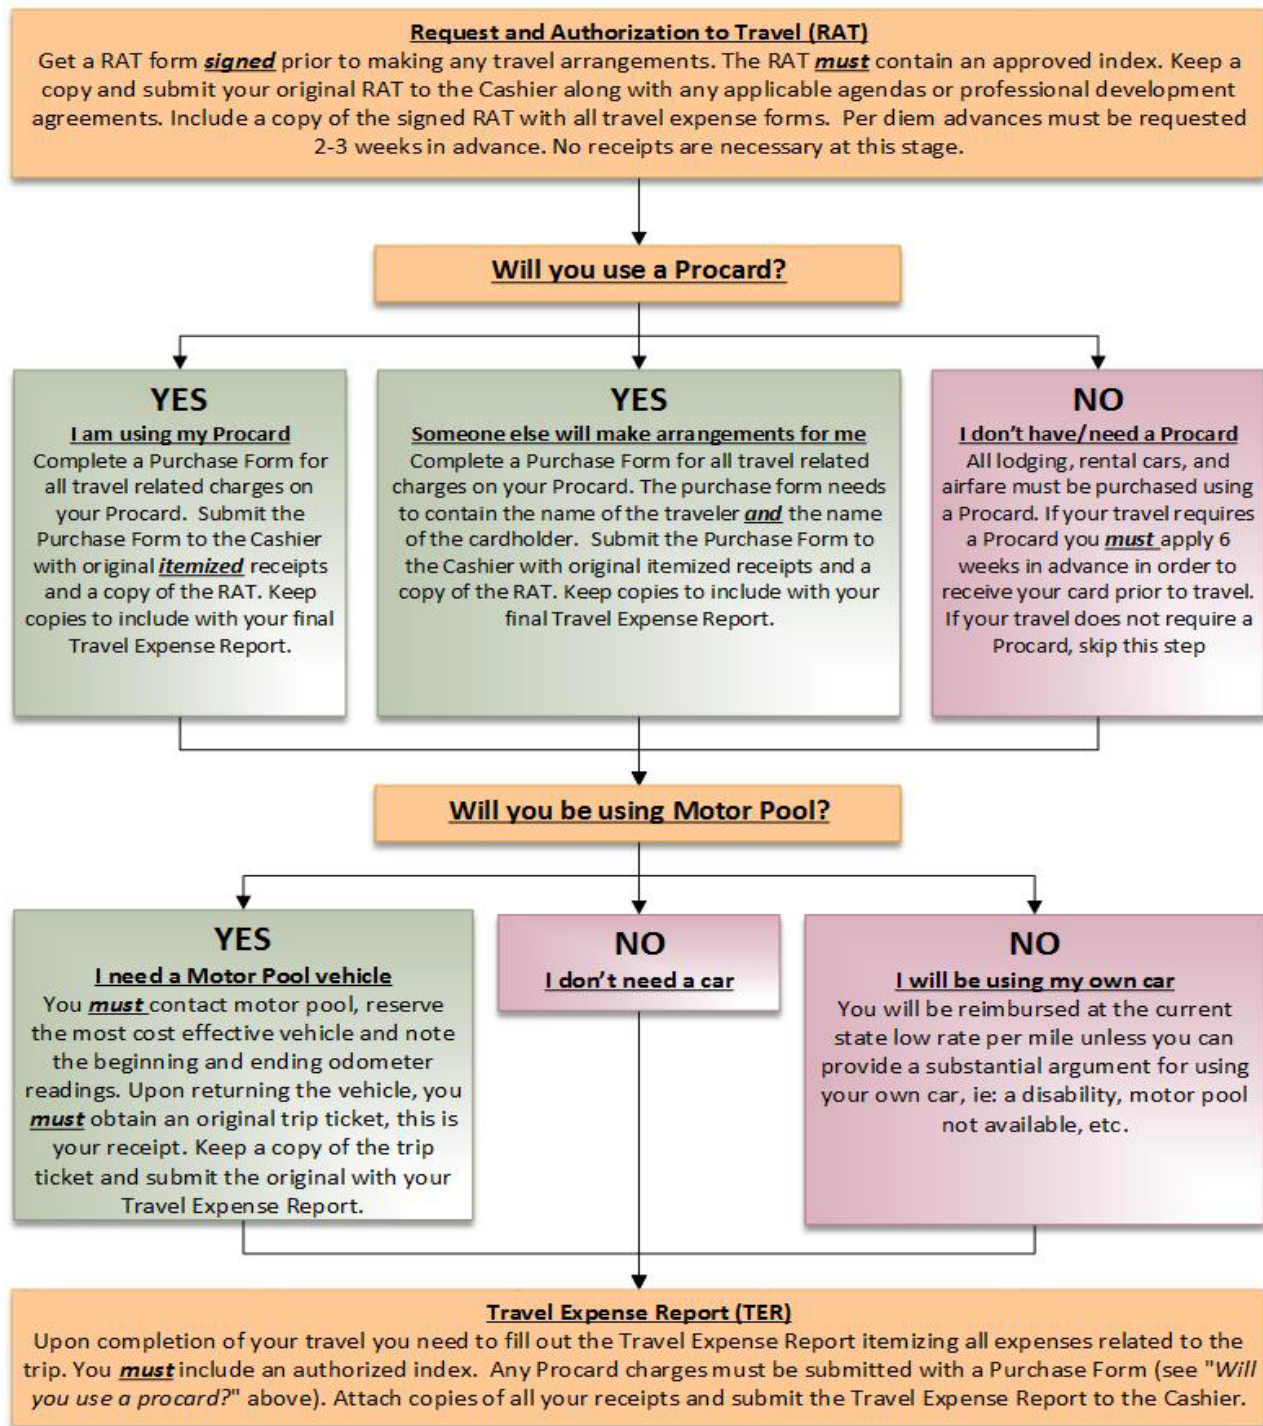 Request and Authorization to Travel (RAT)
Get a RAT form signed prior to making any travel arrangements. The RAT must contain an approved index. Keep a
copy and submit your original RAT to the Cashier along with any applicable agendas or professional development
agreements. Include a copy of the signed RAT with all travel expense forms.  Per diem advances must be requested
2-3 weeks in advance. No receipts are necessary at this stage.
Will you use a Procard?
YES
I am using my Procard
Complete a Purchase Form for
all travel related charges on
your Procard.  Submit the
Purchase Form to the Cashier
with original itemized receipts
and a copy of the RAT. Keep
copies to include with your final
Travel Expense Report.
YES
Someone else will make arrangements for me
Complete a Purchase Form for all travel related
charges on your Procard. The purchase form needs
to contain the name of the traveler and the name
of the cardholder.  Submit the Purchase Form to
the Cashier with original itemized receipts and a
copy of the RAT. Keep copies to include with your
final Travel Expense Report.
NO
I don't have/need a Procard
All lodging, rental cars, and
airfare must be purchased using
a Procard. If your travel requires
a Procard you must apply 6
weeks in advance in order to
receive your card prior to travel.
If your travel does not require a
Procard, skip this step
Will you be using Motor Pool?
YES
I need a Motor Pool vehicle
You must contact motor pool, reserve
the most cost effective vehicle and note
the beginning and ending odometer
readings. Upon returning the vehicle, you
must obtain an original trip ticket, this is
your receipt. Keep a copy of the trip
ticket and submit the original with your
Travel Expense Report.
NO
I don't need a car
NO
I will be using my own car
You will be reimbursed at the current
state low rate per mile unless you can
provide a substantial argument for using
your own car, ie: a disability, motor pool
not available, etc.
Travel Expense Report (TER)
Upon completion of your travel you need to fill out the Travel Expense Report itemizing all expenses related to the
trip. You must include an authorized index.  Any Procard charges must be submitted with a Purchase Form (see "Will
you use a procard?" above). Attach copies of all your receipts and submit the Travel Expense Report to the Cashier.